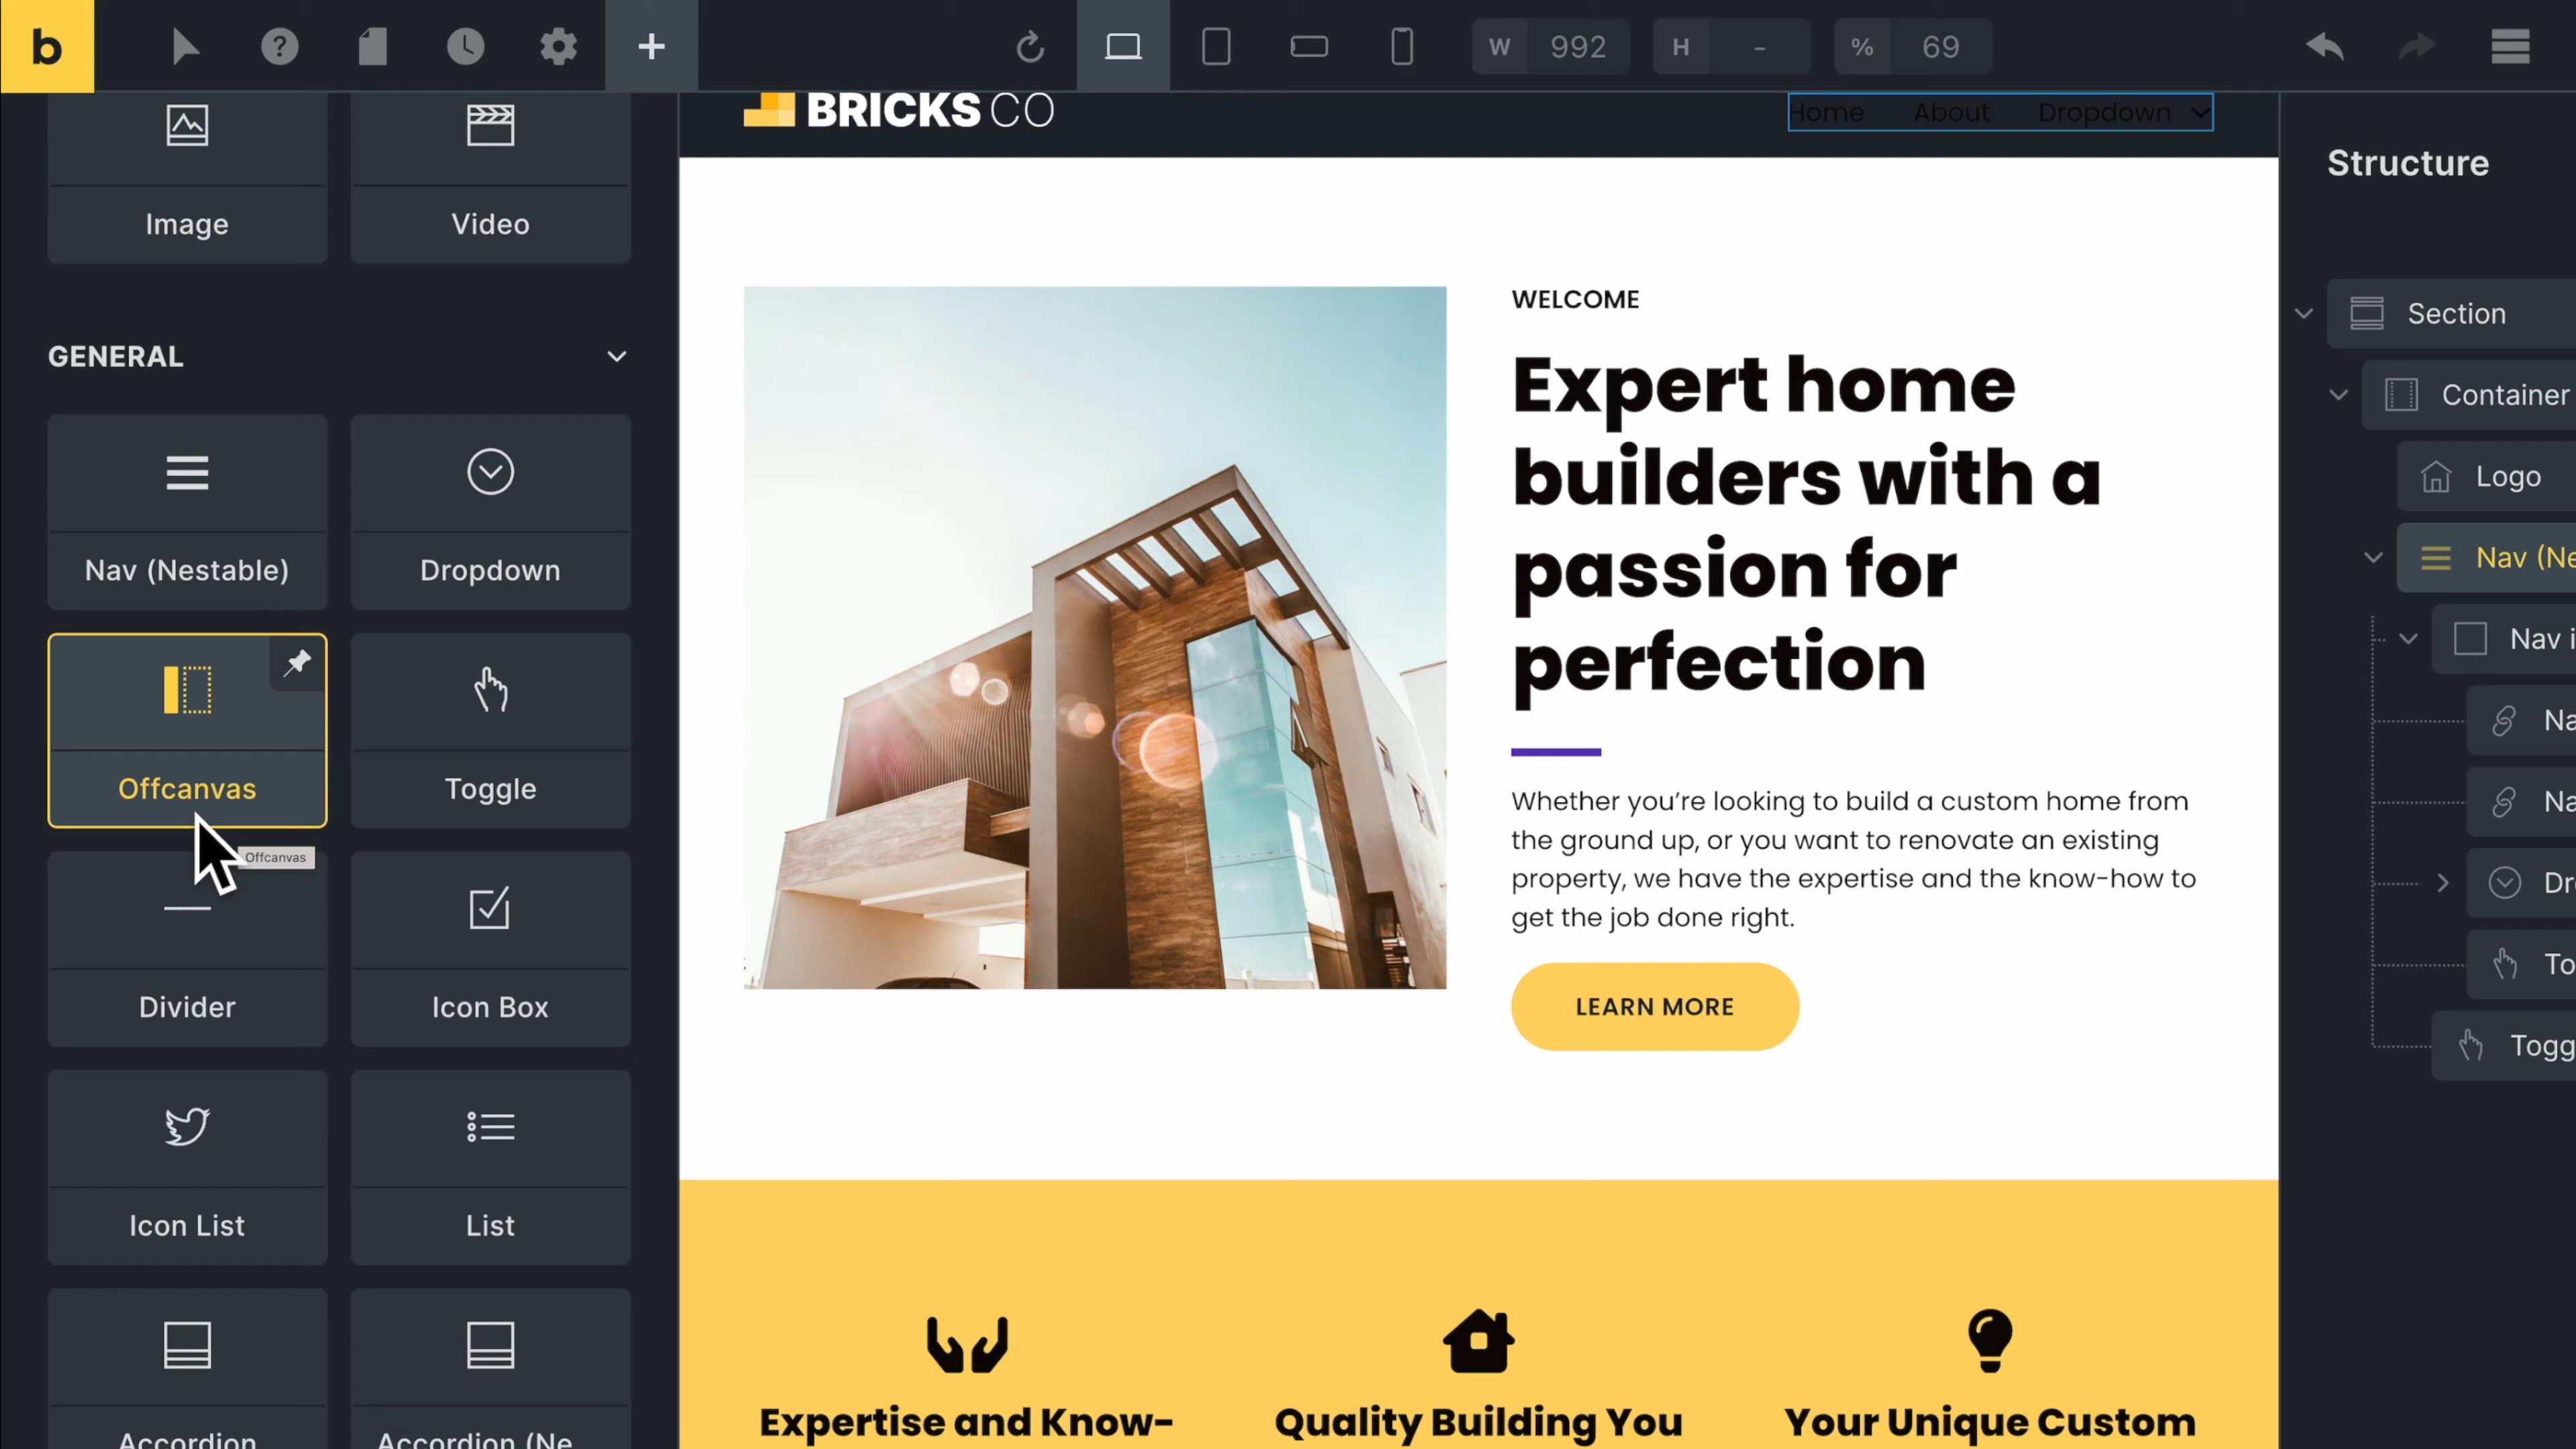 b
?
W 992
H -
% 69
Image
Video
GENERAL
Nav (Nestable)
Dropdown
Offcanvas
Toggle
Offcanvas
Divider
Icon Box
Icon List
List
Accordion
Accordion (Ne
BRICKS CO
Home About Dropdown
WELCOME
Expert home
builders with a
passion for
perfection
Whether you're looking to build a custom home from
the ground up, or you want to renovate an existing
property, we have the expertise and the know-how to
get the job done right.
LEARN MORE
Expertise and Know-
Quality Building You
Your Unique Custom
Structure
Section
Container
Logo
Nav (Ne
Nav i
Na
Na
Dr
To
Togg